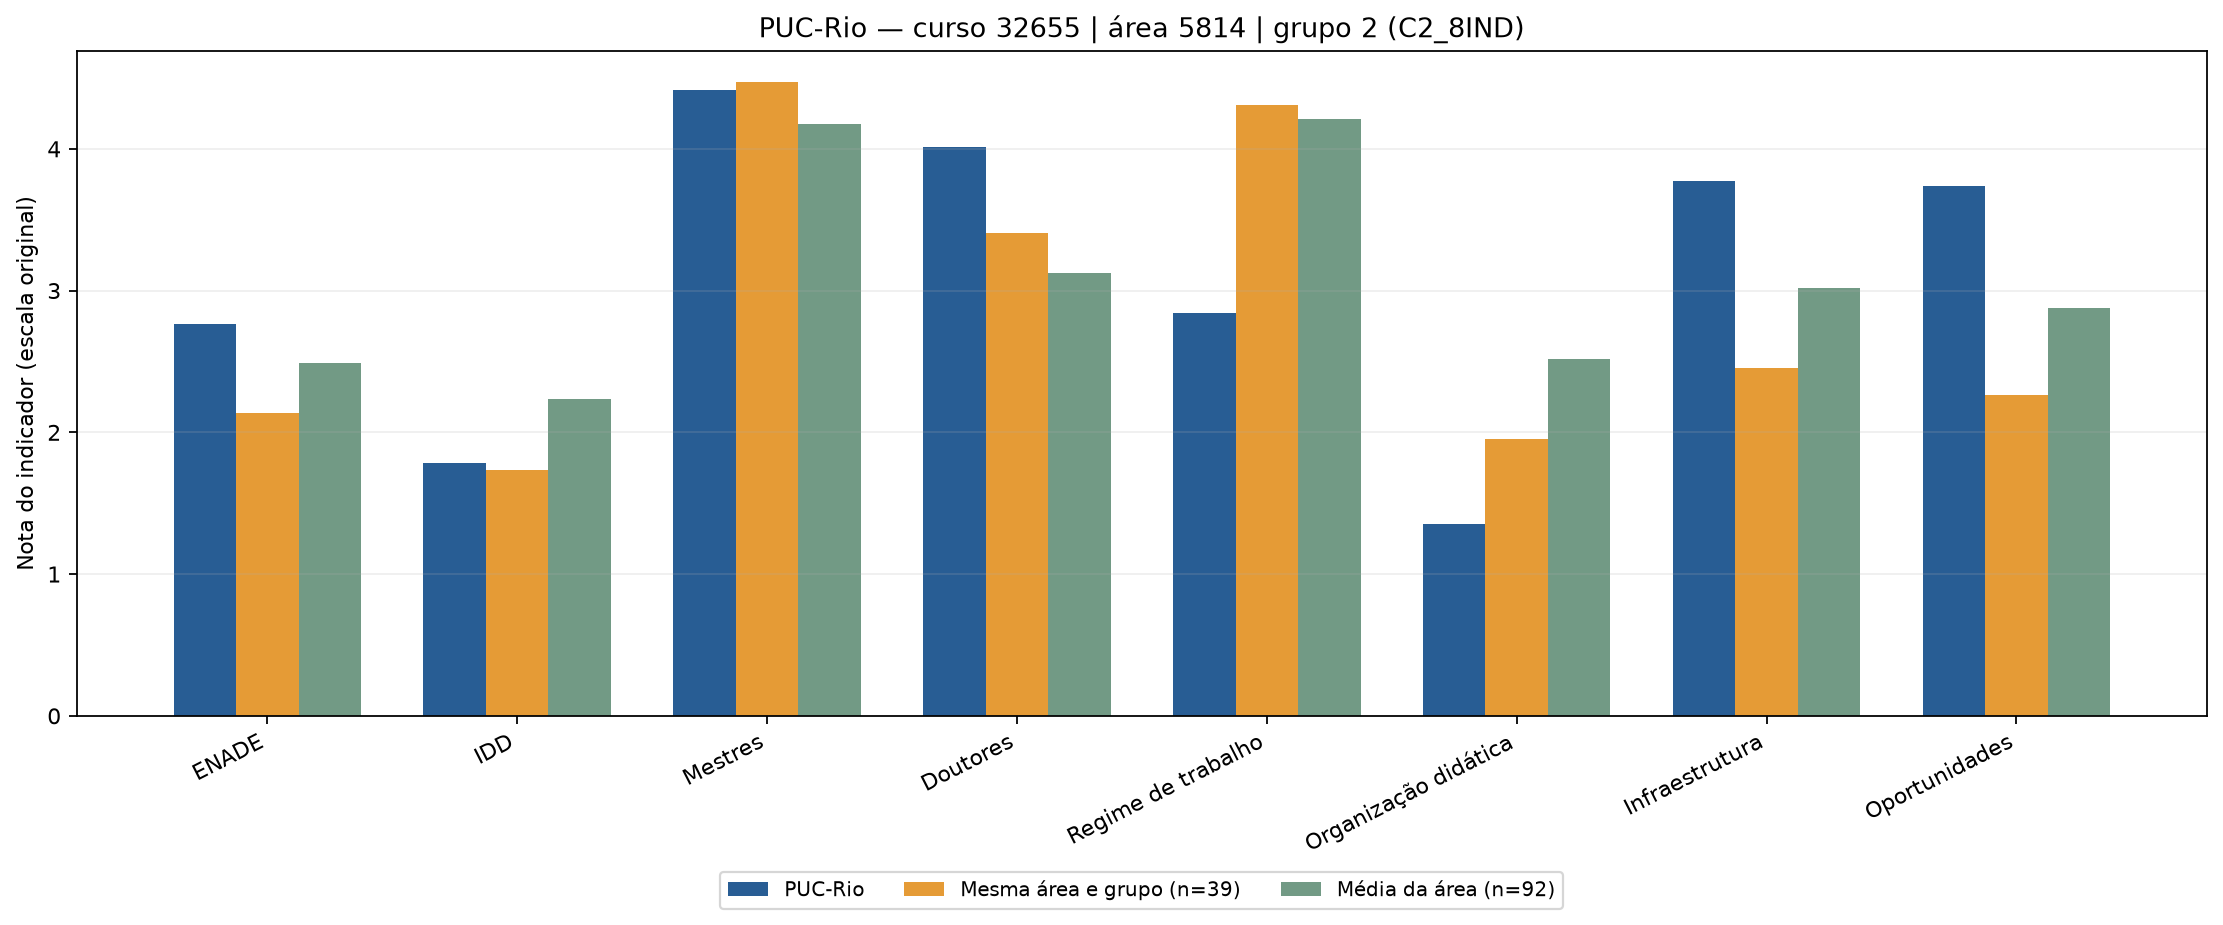 PUC-Rio — curso 32655 | área 5814 | grupo 2 (C2_8IND)
Nota do indicador (escala original)
4
3
2
1
0
ENADE
IDD
Mestres
Doutores
Regime de trabalho
Organização didática
Infraestrutura
Oportunidades
PUC-Rio
Mesma área e grupo (n=39)
Média da área (n=92)